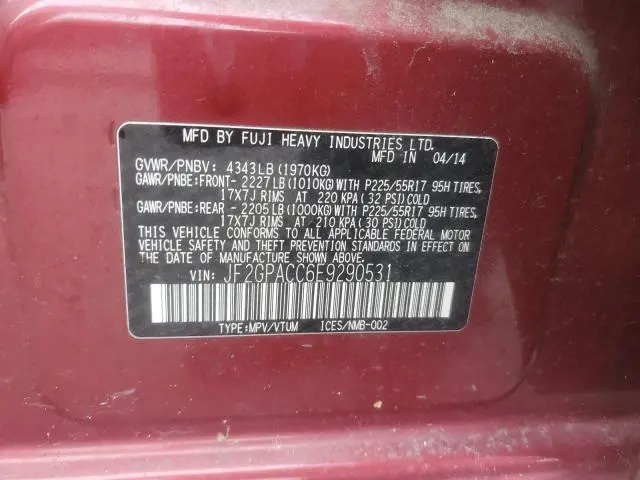 MFD BY FUJI HEAVY INDUSTRIES LTD.
MFD IN 04/14
GVWR/PNBV: 4343LB(1970KG)
GAWR/PNBE:FRONT- 2227LB(1010KG)WITH P225/55R17 95H TIRES,
17X7J RIMS AT 220 KPA( 32 PSI)COLD
GAWR/PNBE:REAR - 2205LB(1000KG)WITH P225/55R17 95H TIRES,
17X7J RIMS AT 210 KPA( 30 PSI)COLD
THIS VEHICLE CONFORMS TO ALL APPLICABLE FEDERAL MOTOR
VEHICLE SAFETY AND THEFT PREVENTION STANDARDS IN EFFECT ON
THE DATE OF MANUFACTURE SHOWN ABOVE.
VIN: JF2GPACC6E9290531
TYPE:MPV/VTUM ICES/NMB-002